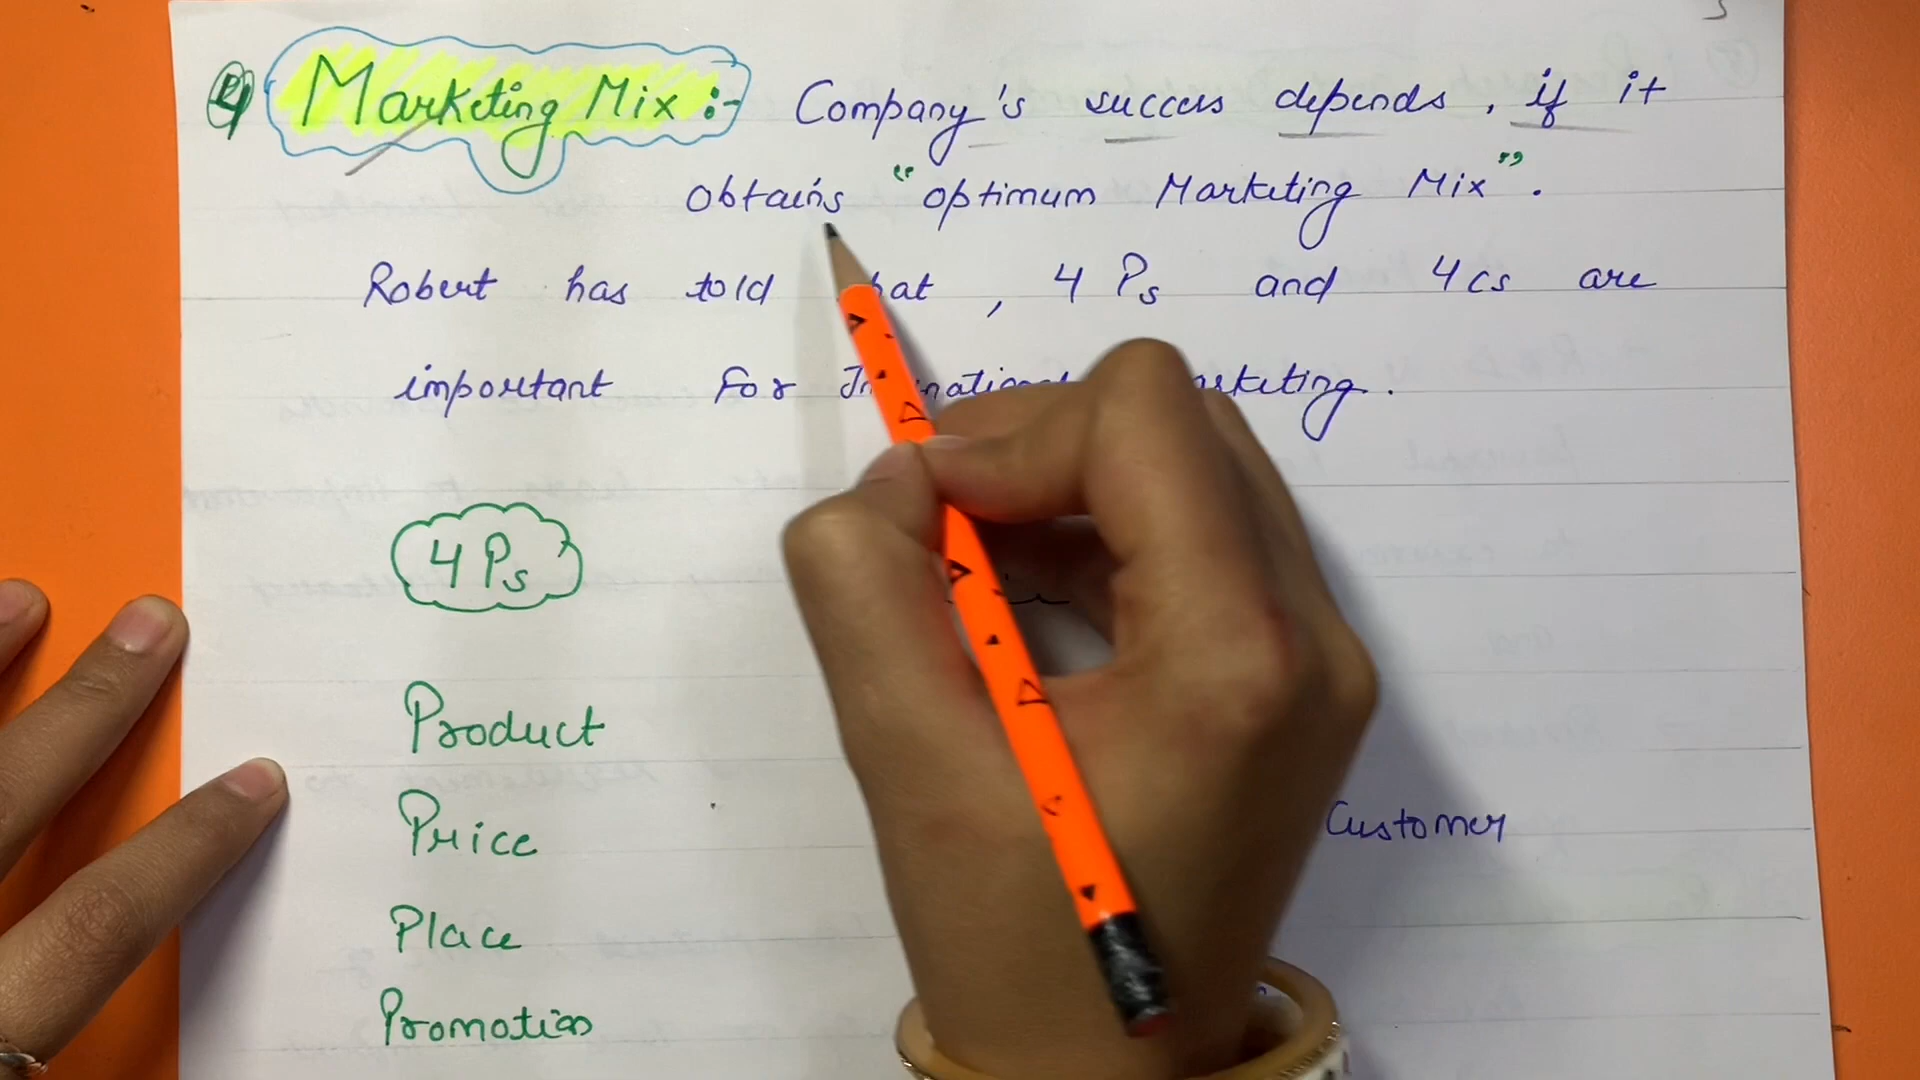 4 Marketing Mix :- Company's success depends, if it
obtains "optimum Marketing Mix".
Robert has told , 4 Ps and 4 cs are
important For
4 Ps
Product
Price
Customer
Place
Promotion